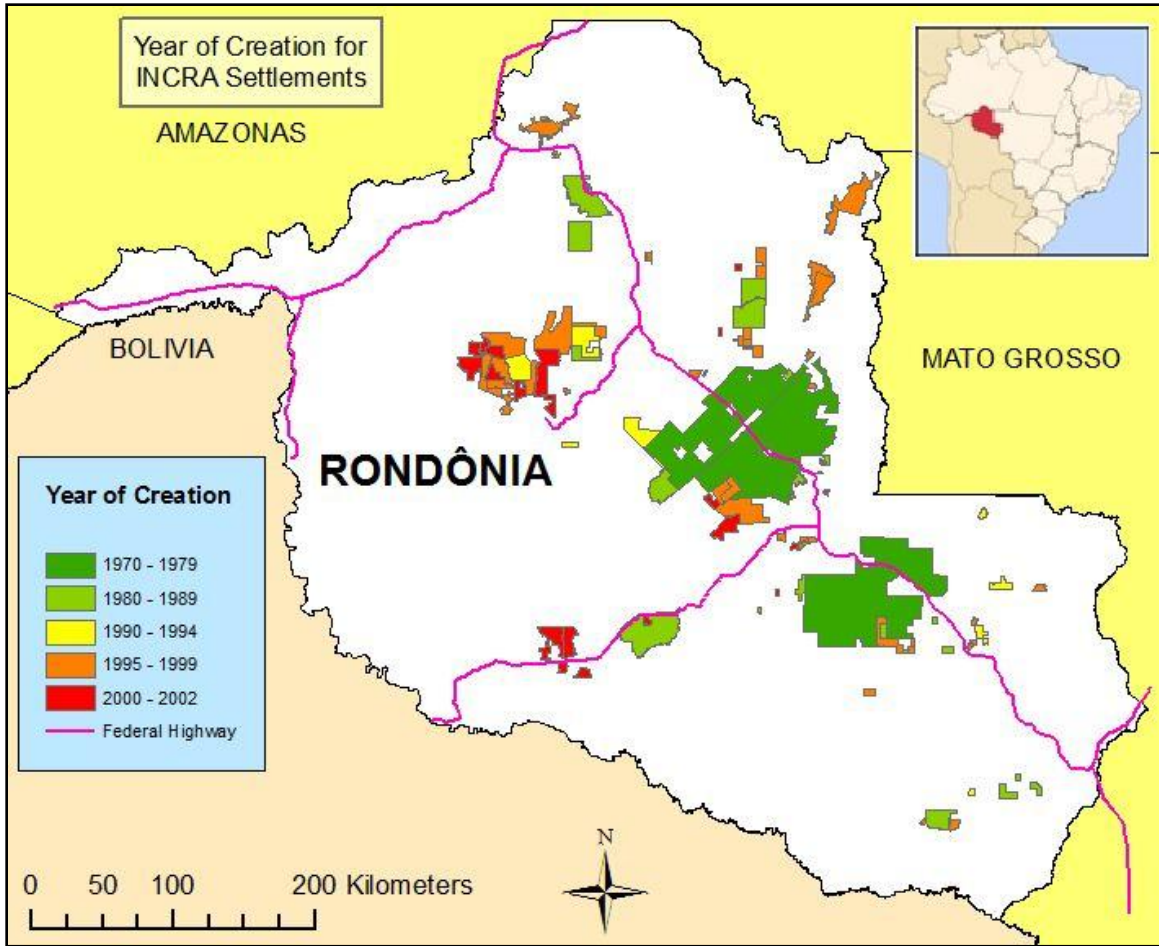 Year of Creation for
INCRA Settlements
AMAZONAS
BOLIVIA
MATO GROSSO
RONDÔNIA
Year of Creation
1970 - 1979
1980 - 1989
1990 - 1994
1995 - 1999
2000 - 2002
Federal Highway
N
0 50 100 200 Kilometers